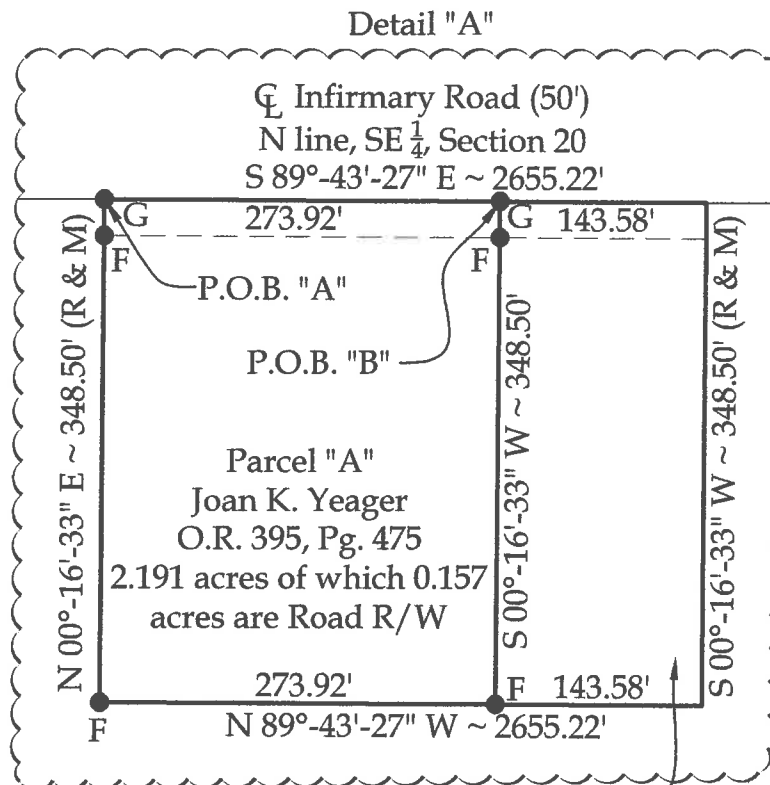 Detail "A"
℄ Infirmary Road (50')
N line, SE 1/4, Section 20
S 89°-43'-27" E ~ 2655.22'
G
273.92'
G
143.58'
F
F
P.O.B. "A"
P.O.B. "B"
N 00°-16'-33" E ~ 348.50' (R & M)
S 00°-16'-33" W ~ 348.50'
S 00°-16'-33" W ~ 348.50' (R & M)
Parcel "A"
Joan K. Yeager
O.R. 395, Pg. 475
2.191 acres of which 0.157
acres are Road R/W
273.92'
F
143.58'
F
N 89°-43'-27" W ~ 2655.22'